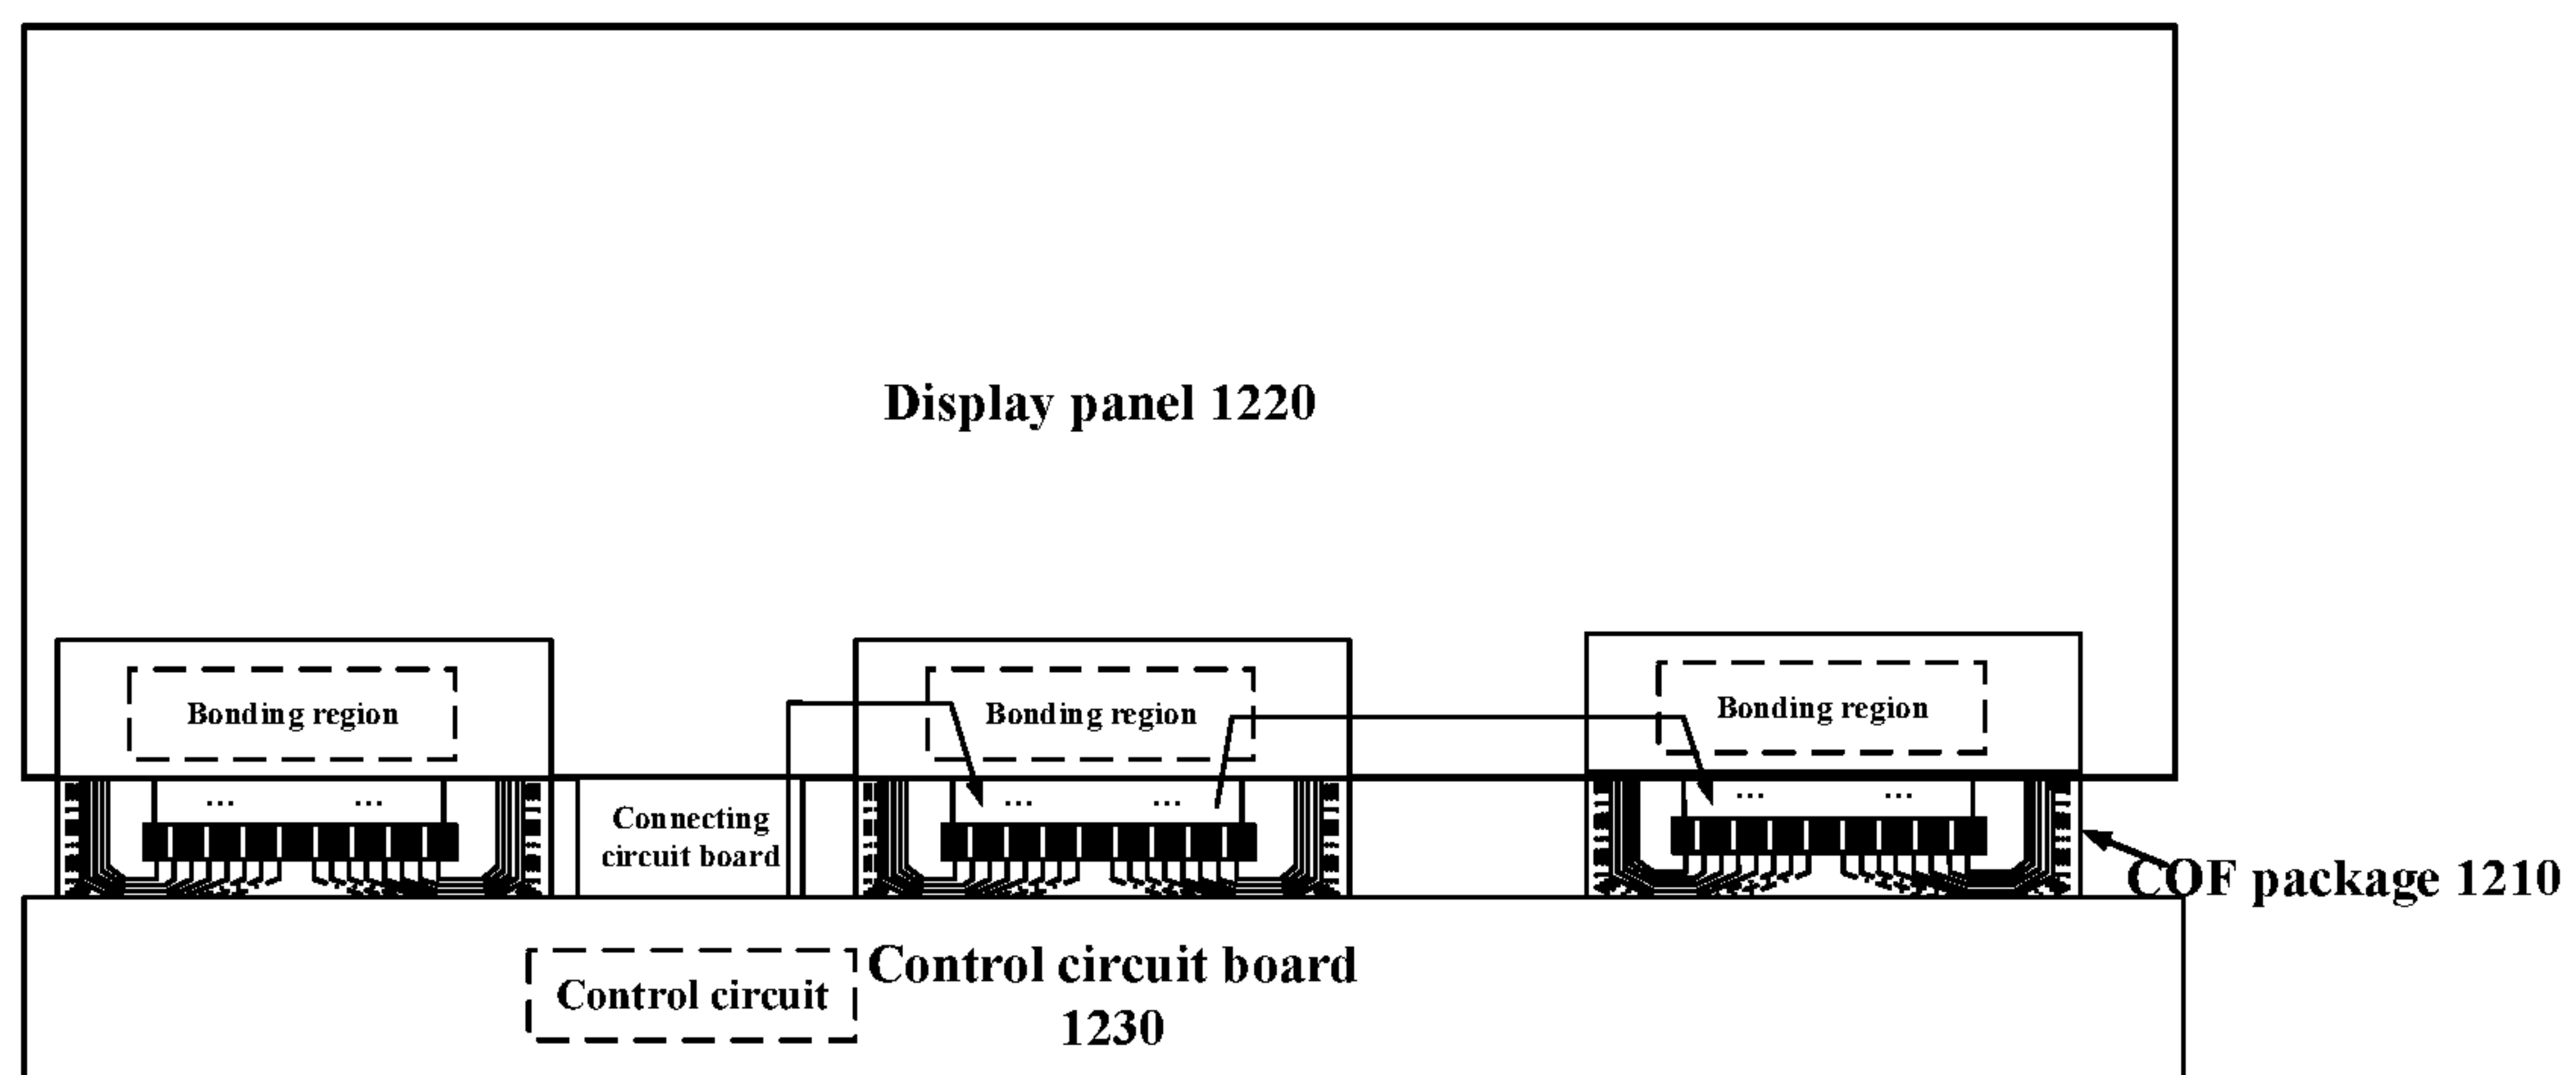 Display panel 1220
Bonding region
Bonding region
Bonding region
... ...
... ...
... ...
Connecting
circuit board
COF package 1210
Control circuit
Control circuit board
1230